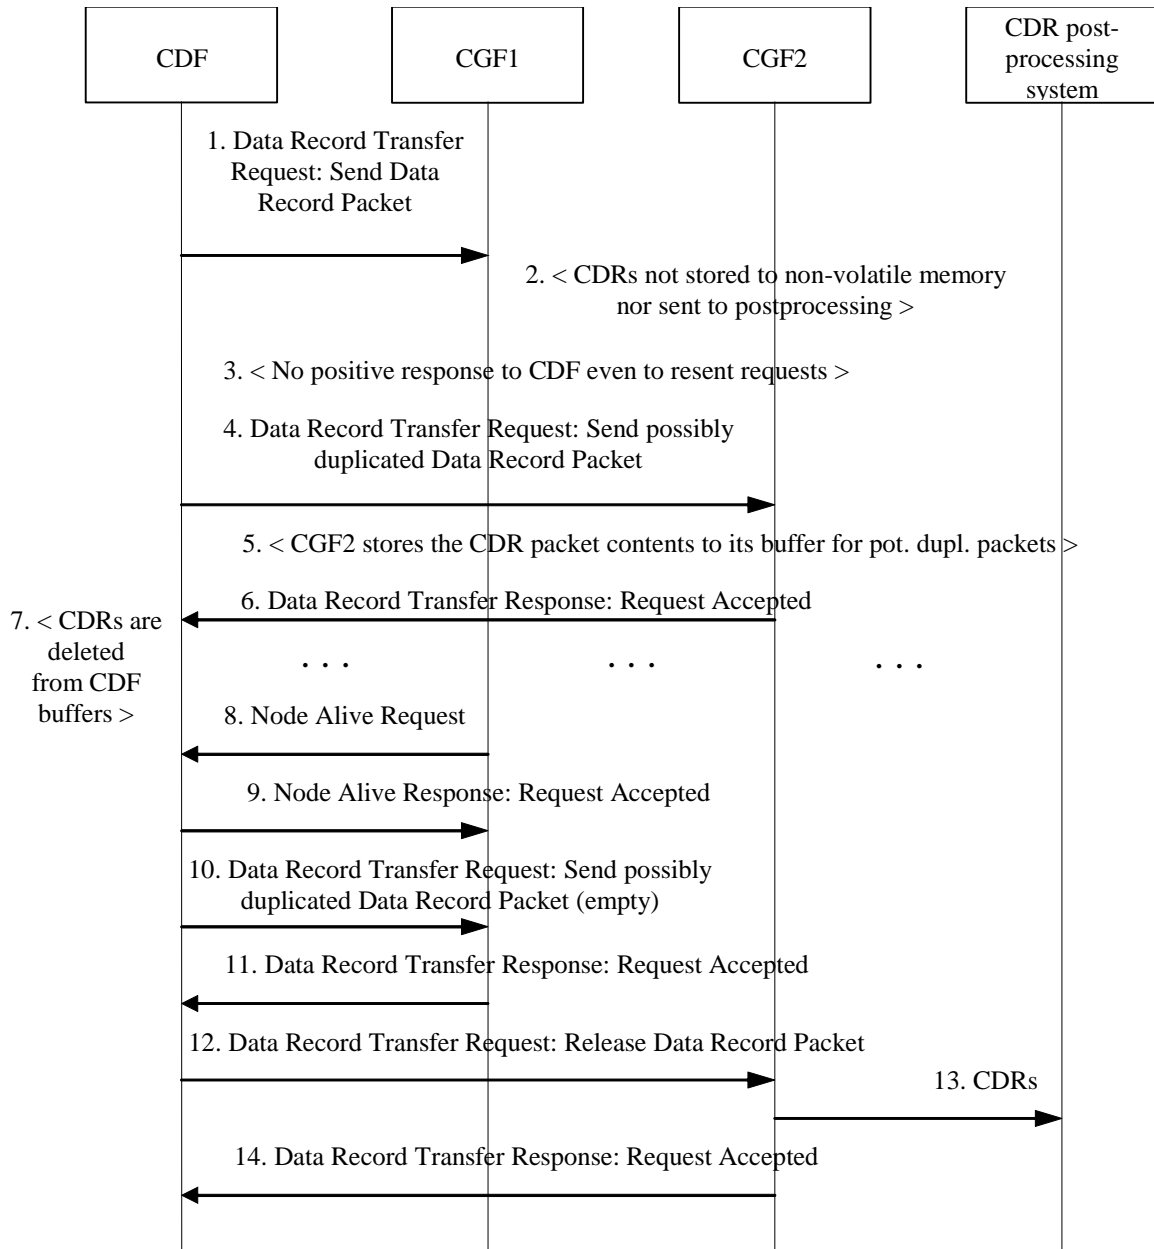 CDF
CGF1
CGF2
CDR post-
processing
system
1. Data Record Transfer
Request: Send Data
Record Packet
2. < CDRs not stored to non-volatile memory
nor sent to postprocessing >
3. < No positive response to CDF even to resent requests >
4. Data Record Transfer Request: Send possibly
duplicated Data Record Packet
5. < CGF2 stores the CDR packet contents to its buffer for pot. dupl. packets >
6. Data Record Transfer Response: Request Accepted
7. < CDRs are
deleted
from CDF
buffers >
. . .
. . .
. . .
8. Node Alive Request
9. Node Alive Response: Request Accepted
10. Data Record Transfer Request: Send possibly
duplicated Data Record Packet (empty)
11. Data Record Transfer Response: Request Accepted
12. Data Record Transfer Request: Release Data Record Packet
13. CDRs
14. Data Record Transfer Response: Request Accepted